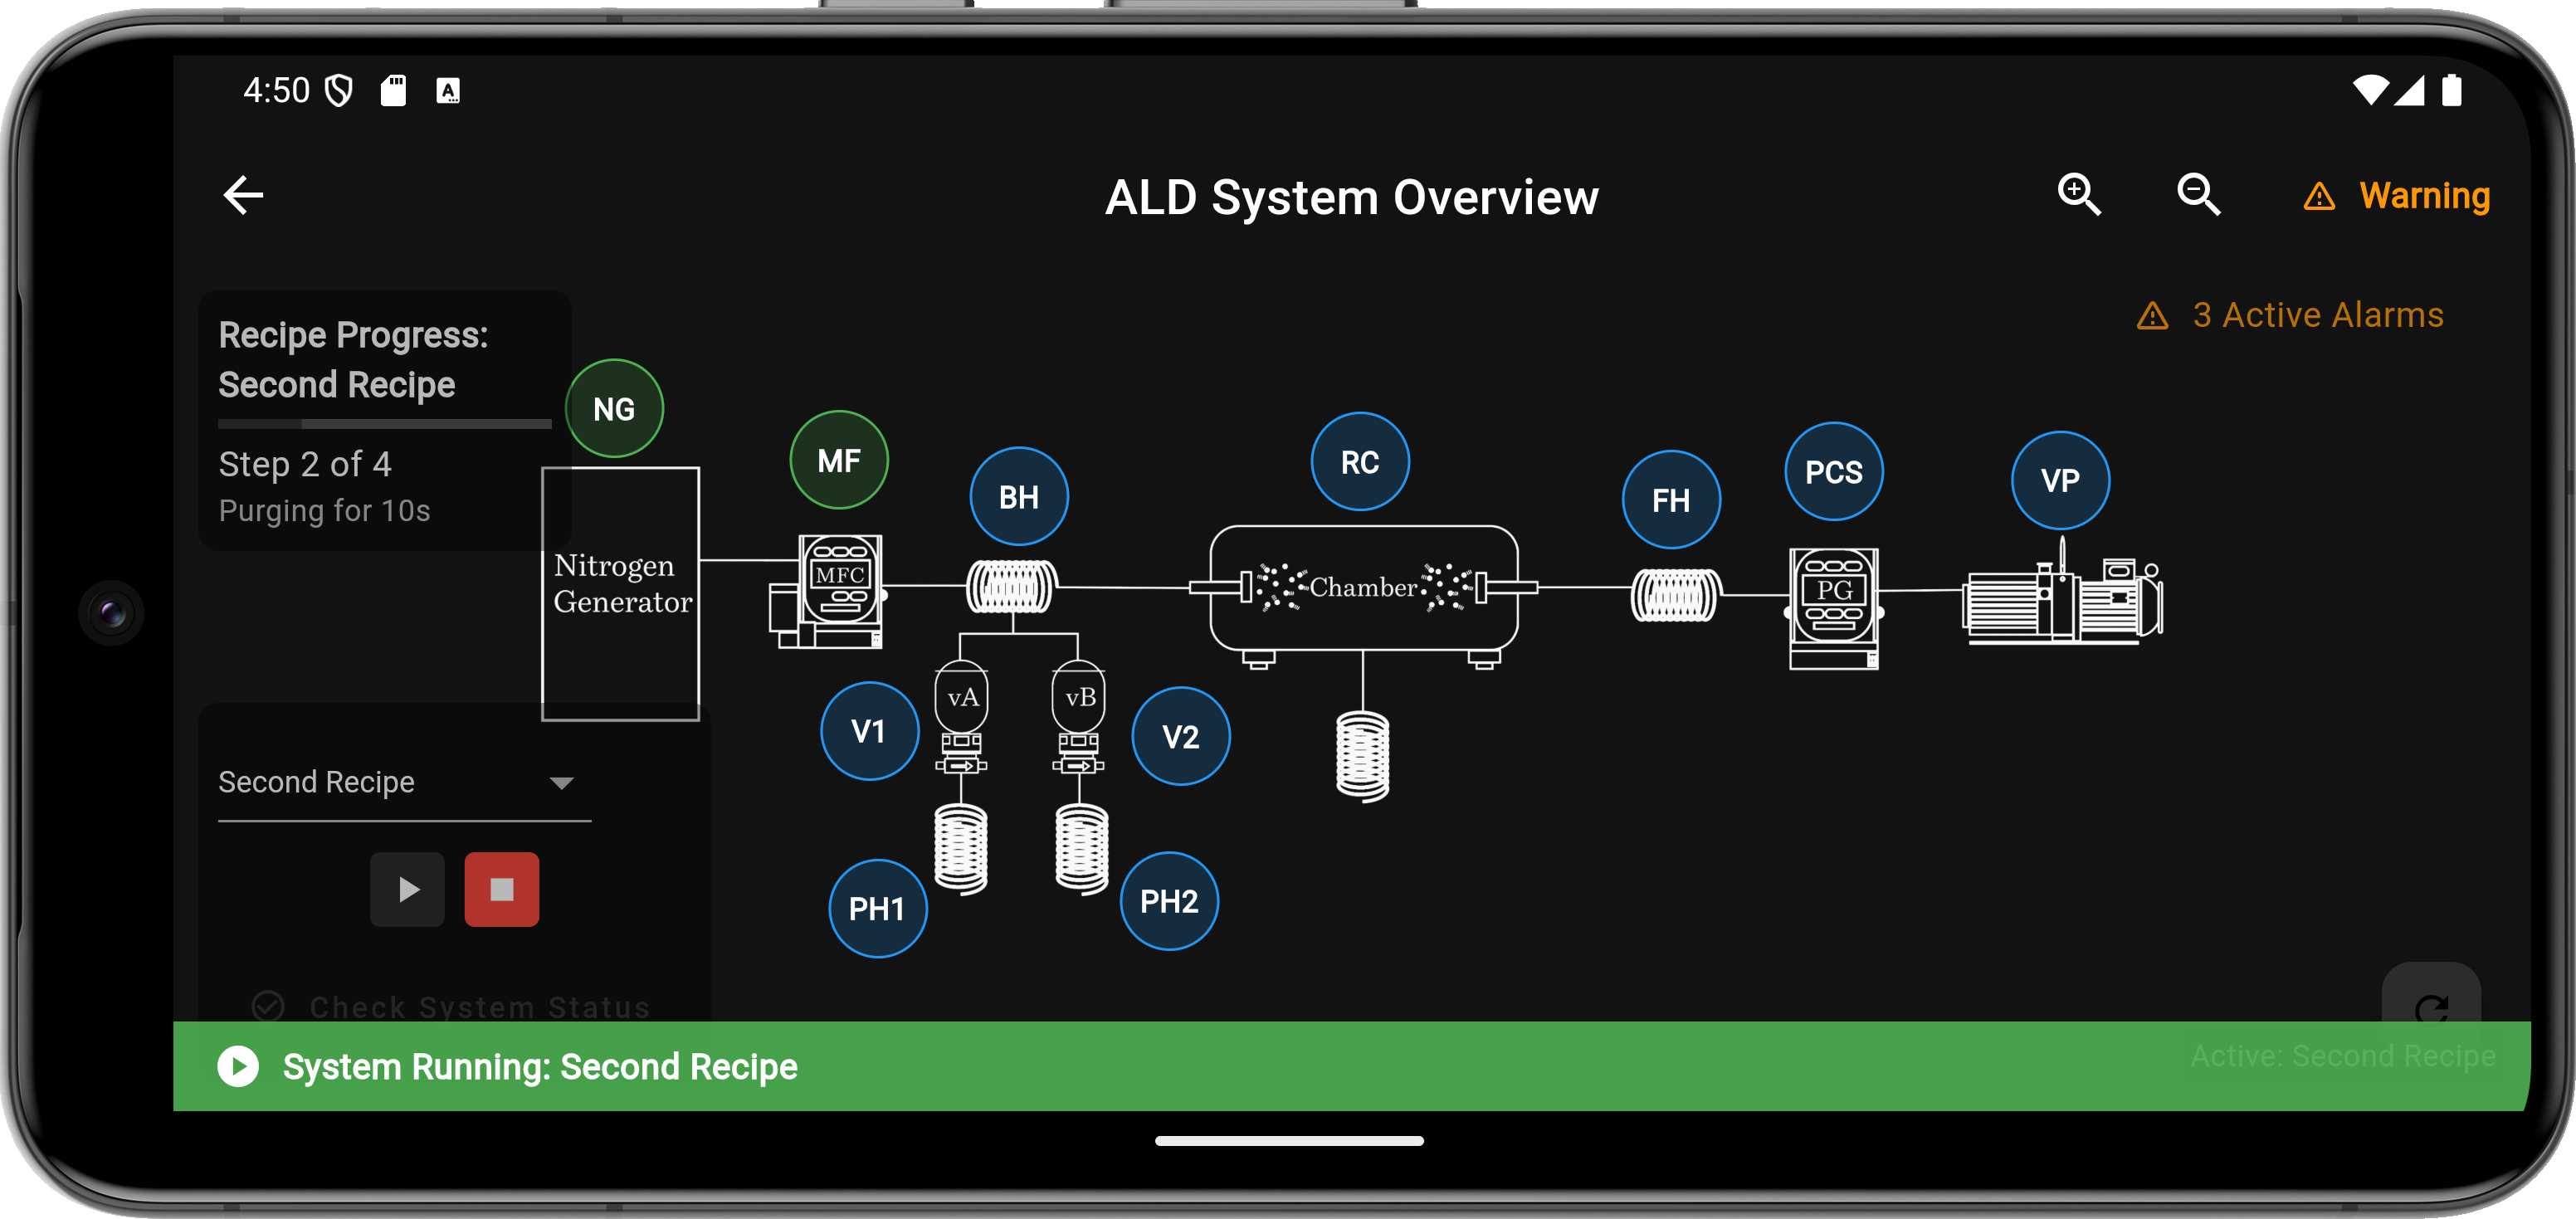 4:50
A
ALD System Overview
Warning
3 Active Alarms
Recipe Progress:
Second Recipe
Step 2 of 4
Purging for 10s
NG
MF
BH
RC
FH
PCS
VP
Nitrogen
Generator
MFC
Chamber
PG
vA
vB
V1
V2
PH1
PH2
Second Recipe
Check System Status
System Running: Second Recipe
Active: Second Recipe